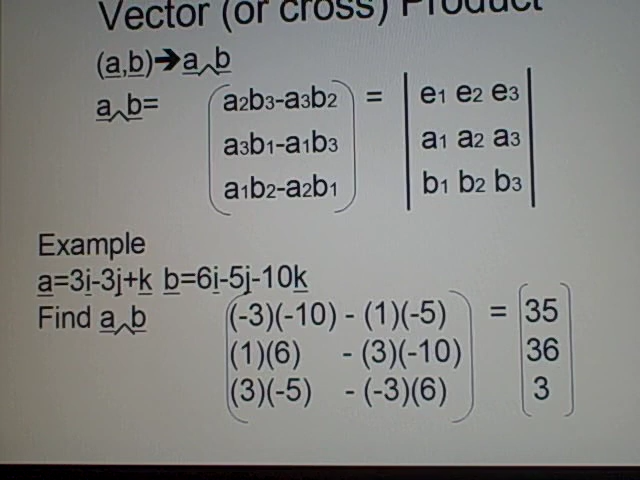 Vector (or cross) Product
(a,b)➔a‸b
a‸b= (a2b3-a3b2 = |e1 e2 e3|
a3b1-a1b3 a1 a2 a3
a1b2-a2b1) b1 b2 b3
Example
a=3i-3j+k b=6i-5j-10k
Find a‸b (-3)(-10) - (1)(-5) = 35
(1)(6) - (3)(-10) 36
(3)(-5) - (-3)(6) 3